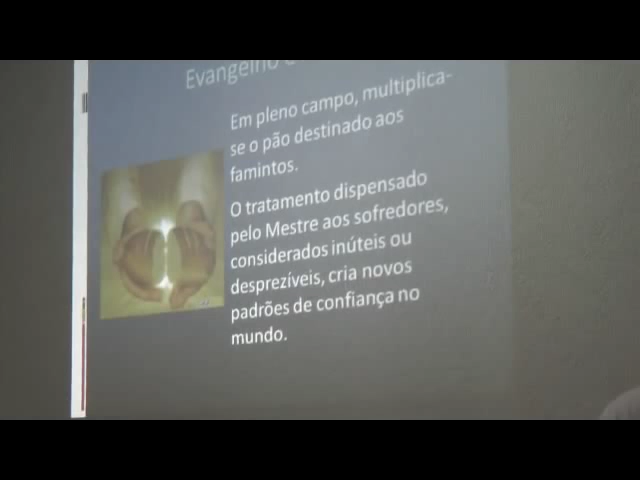 Evangelho
Em pleno campo, multiplica-
se o pão destinado aos
famintos.
O tratamento dispensado
pelo Mestre aos sofredores,
considerados inúteis ou
desprezíveis, cria novos
padrões de confiança no
mundo.